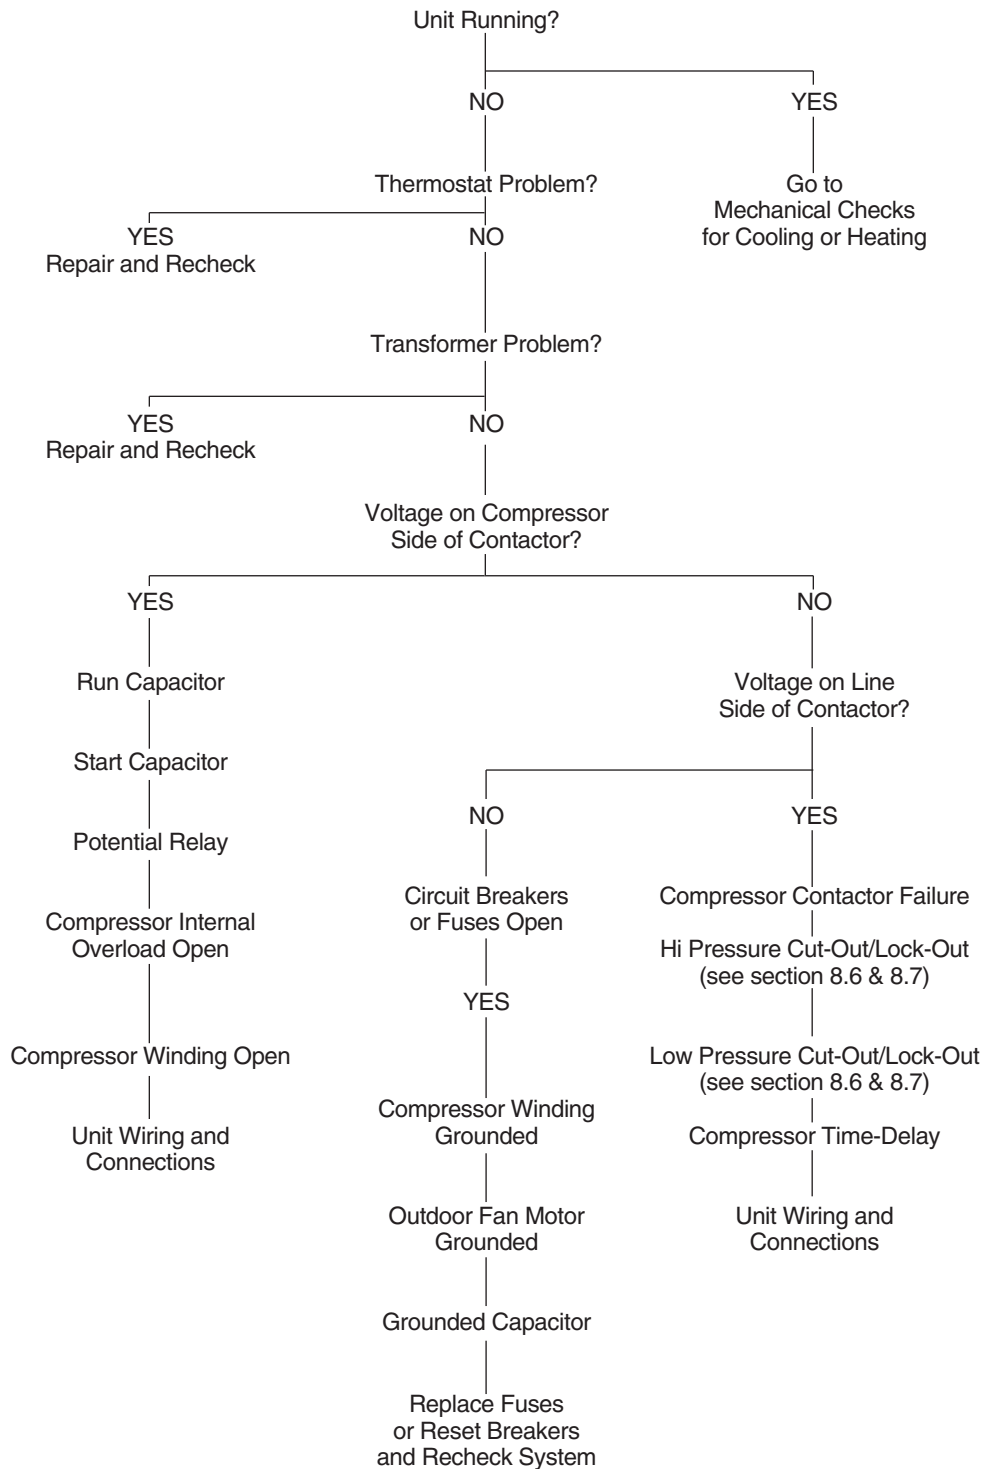 Unit Running?
NO
YES
Thermostat Problem?
Go to
Mechanical Checks
for Cooling or Heating
YES
Repair and Recheck
NO
Transformer Problem?
YES
Repair and Recheck
NO
Voltage on Compressor
Side of Contactor?
YES
NO
Run Capacitor
Start Capacitor
Potential Relay
Compressor Internal
Overload Open
Compressor Winding Open
Unit Wiring and
Connections
Voltage on Line
Side of Contactor?
NO
YES
Circuit Breakers
or Fuses Open
YES
Compressor Winding
Grounded
Outdoor Fan Motor
Grounded
Grounded Capacitor
Replace Fuses
or Reset Breakers
and Recheck System
Compressor Contactor Failure
Hi Pressure Cut-Out/Lock-Out
(see section 8.6 & 8.7)
Low Pressure Cut-Out/Lock-Out
(see section 8.6 & 8.7)
Compressor Time-Delay
Unit Wiring and
Connections